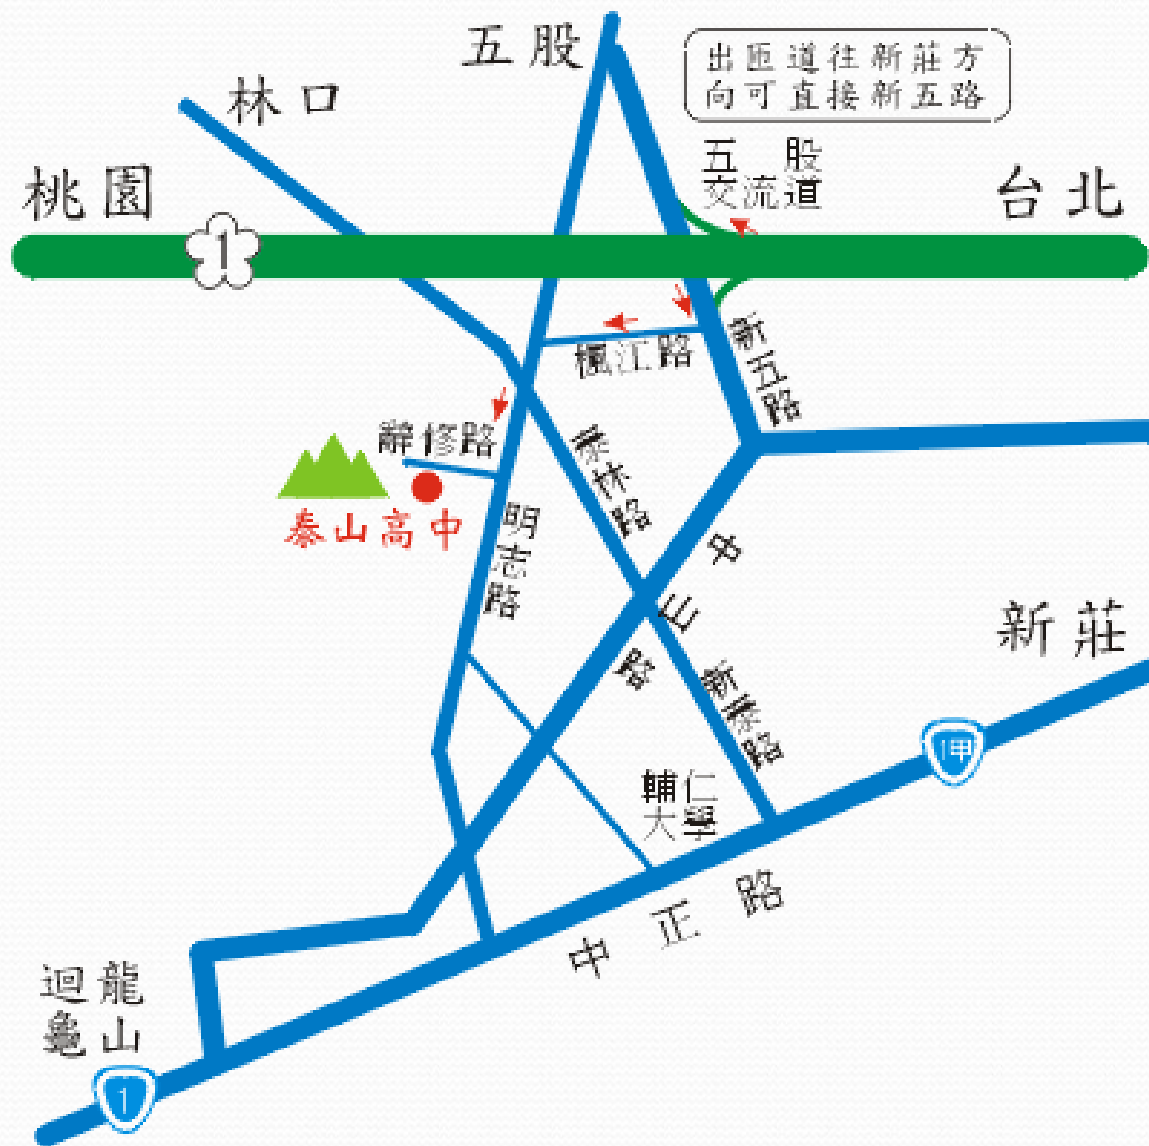 五股
出匝道往新莊方
向可直接新五路
林口
五股
交流道
桃園
台北
1
新五路
楓江路
辭修路
泰林路
泰山高中
明志路
中山路
新莊
新泰路
1甲
輔仁
大學
中正路
迴龍
龜山
1